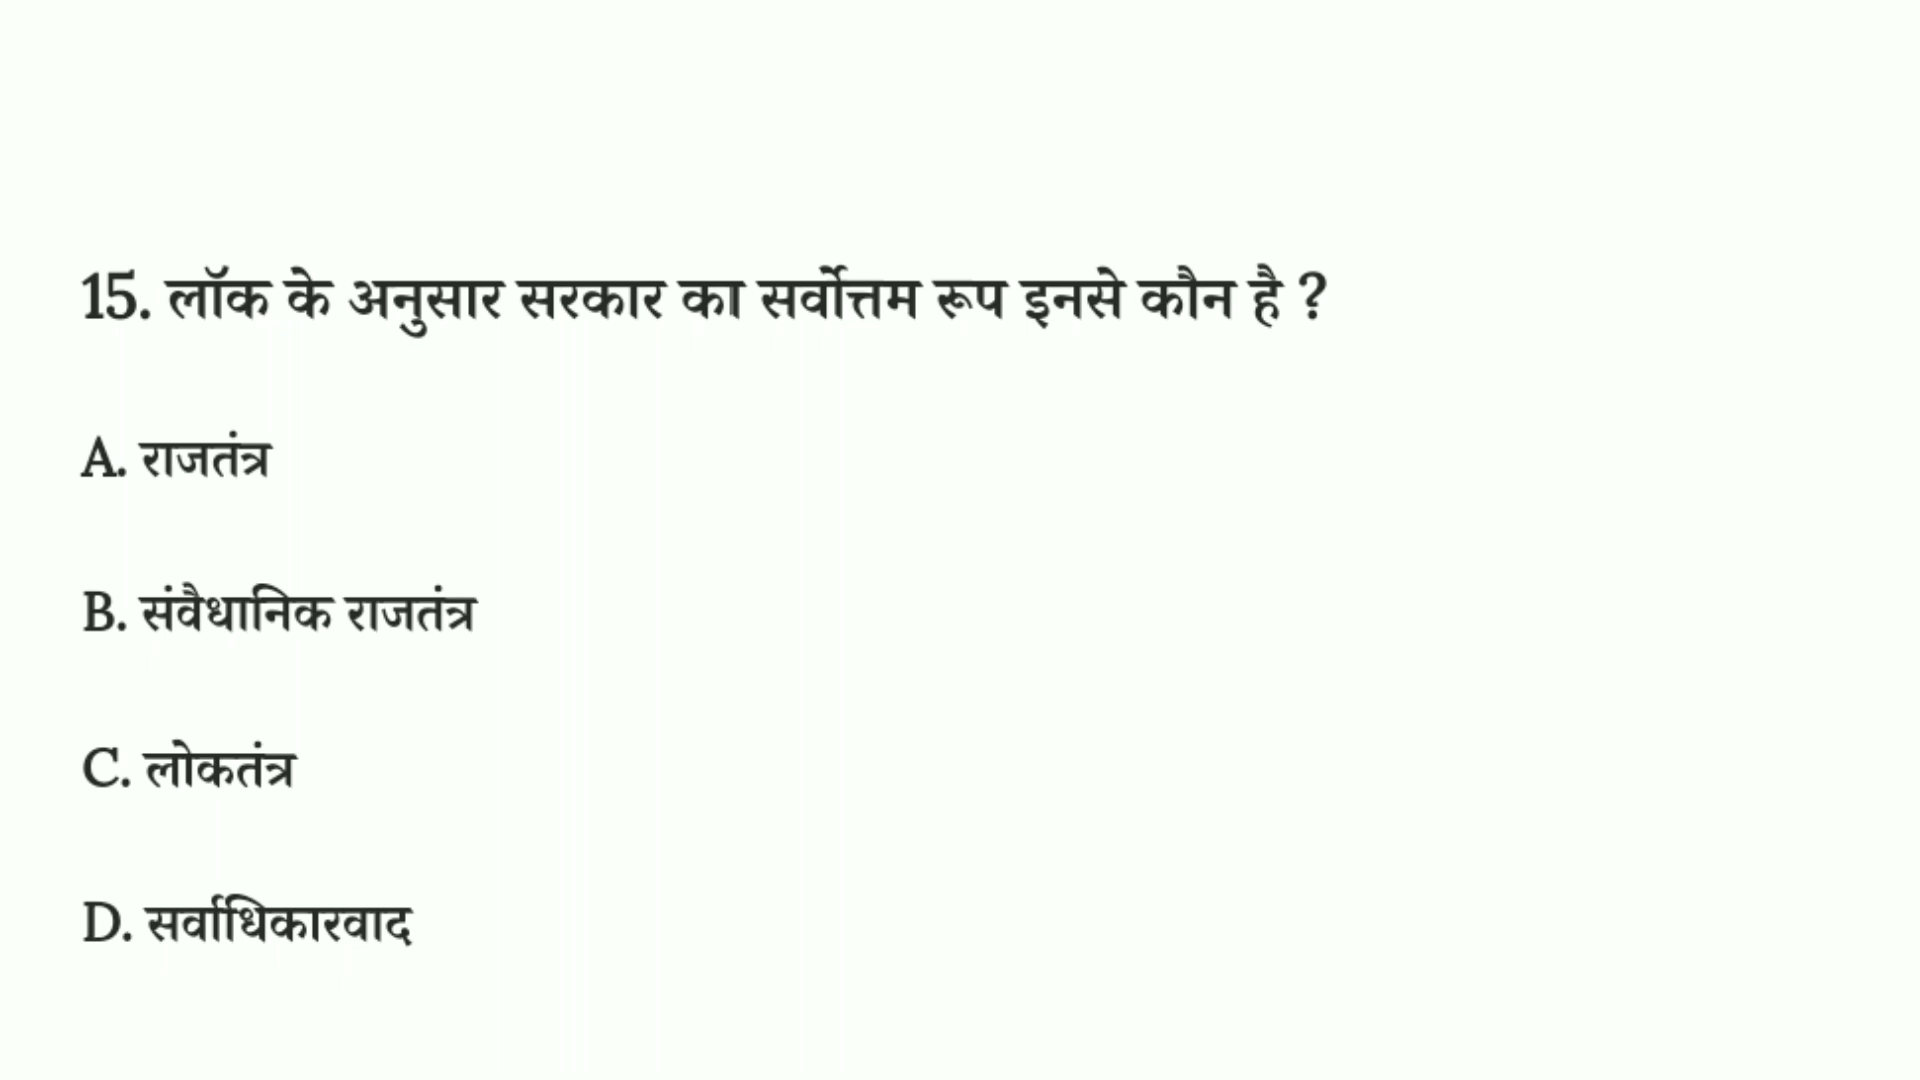 15. लॉक के अनुसार सरकार का सर्वोत्तम रूप इनसे कौन है ?
A. राजतंत्र
B. संवैधानिक राजतंत्र
C. लोकतंत्र
D. सर्वाधिकारवाद